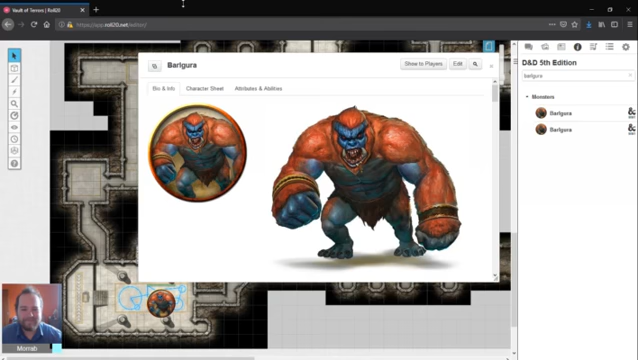 Vault of Terrors | Roll20
https://app.roll20.net/editor/
Barlgura
Show to Players
Edit
Bio & Info
Character Sheet
Attributes & Abilities
D&D 5th Edition
barlgura
Monsters
Barlgura
Barlgura
Morrab